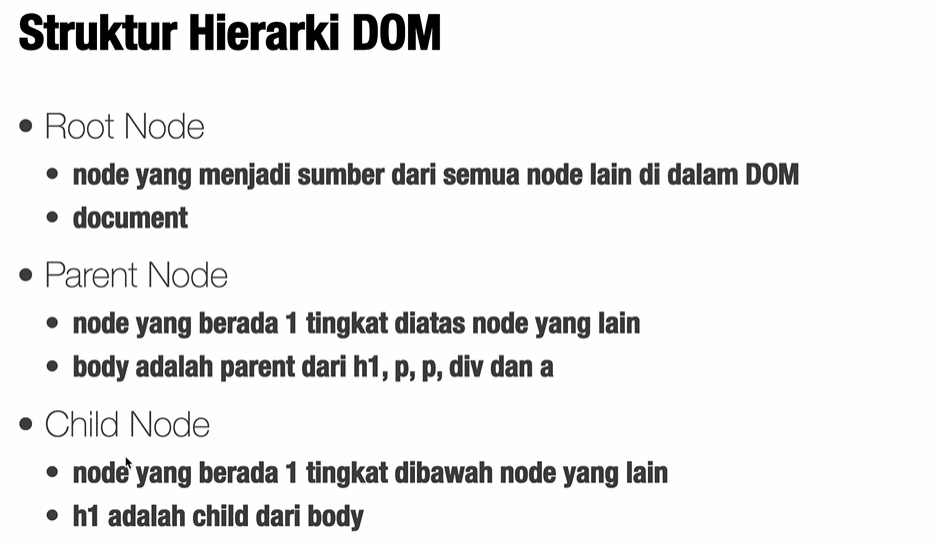 Struktur Hierarki DOM
• Root Node
• node yang menjadi sumber dari semua node lain di dalam DOM
• document
• Parent Node
• node yang berada 1 tingkat diatas node yang lain
• body adalah parent dari h1, p, p, div dan a
• Child Node
• node yang berada 1 tingkat dibawah node yang lain
• h1 adalah child dari body